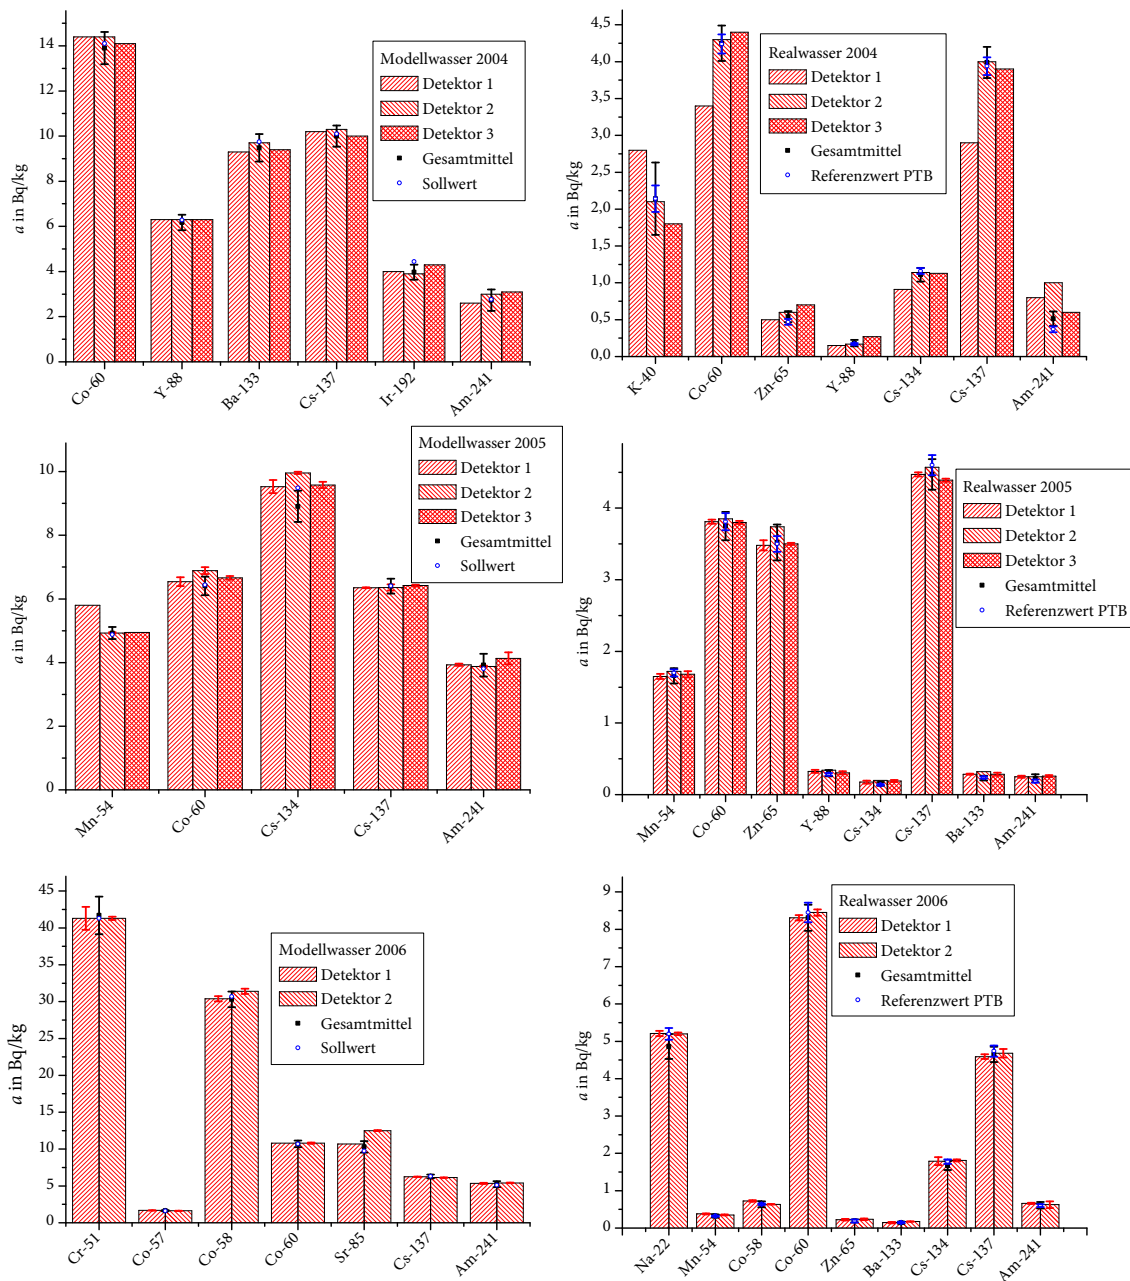 Modellwasser 2004
Detektor 1
Detektor 2
Detektor 3
Gesamtmittel
Sollwert
a in Bq/kg
14
12
10
8
6
4
2
0
Co-60
Y-88
Ba-133
Cs-137
Ir-192
Am-241
Realwasser 2004
Detektor 1
Detektor 2
Detektor 3
Gesamtmittel
Referenzwert PTB
a in Bq/kg
4,5
4,0
3,5
3,0
2,5
2,0
1,5
1,0
0,5
0,0
K-40
Co-60
Zn-65
Y-88
Cs-134
Cs-137
Am-241
Modellwasser 2005
Detektor 1
Detektor 2
Detektor 3
Gesamtmittel
Sollwert
a in Bq/kg
10
8
6
4
2
0
Mn-54
Co-60
Cs-134
Cs-137
Am-241
Realwasser 2005
Detektor 1
Detektor 2
Detektor 3
Gesamtmittel
Referenzwert PTB
a in Bq/kg
4
3
2
1
0
Mn-54
Co-60
Zn-65
Y-88
Cs-134
Cs-137
Ba-133
Am-241
Modellwasser 2006
Detektor 1
Detektor 2
Gesamtmittel
Sollwert
a in Bq/kg
45
40
35
30
25
20
15
10
5
0
Cr-51
Co-57
Co-58
Co-60
Sr-85
Cs-137
Am-241
Realwasser 2006
Detektor 1
Detektor 2
Gesamtmittel
Referenzwert PTB
a in Bq/kg
8
7
6
5
4
3
2
1
0
Na-22
Mn-54
Co-58
Co-60
Zn-65
Ba-133
Cs-134
Cs-137
Am-241